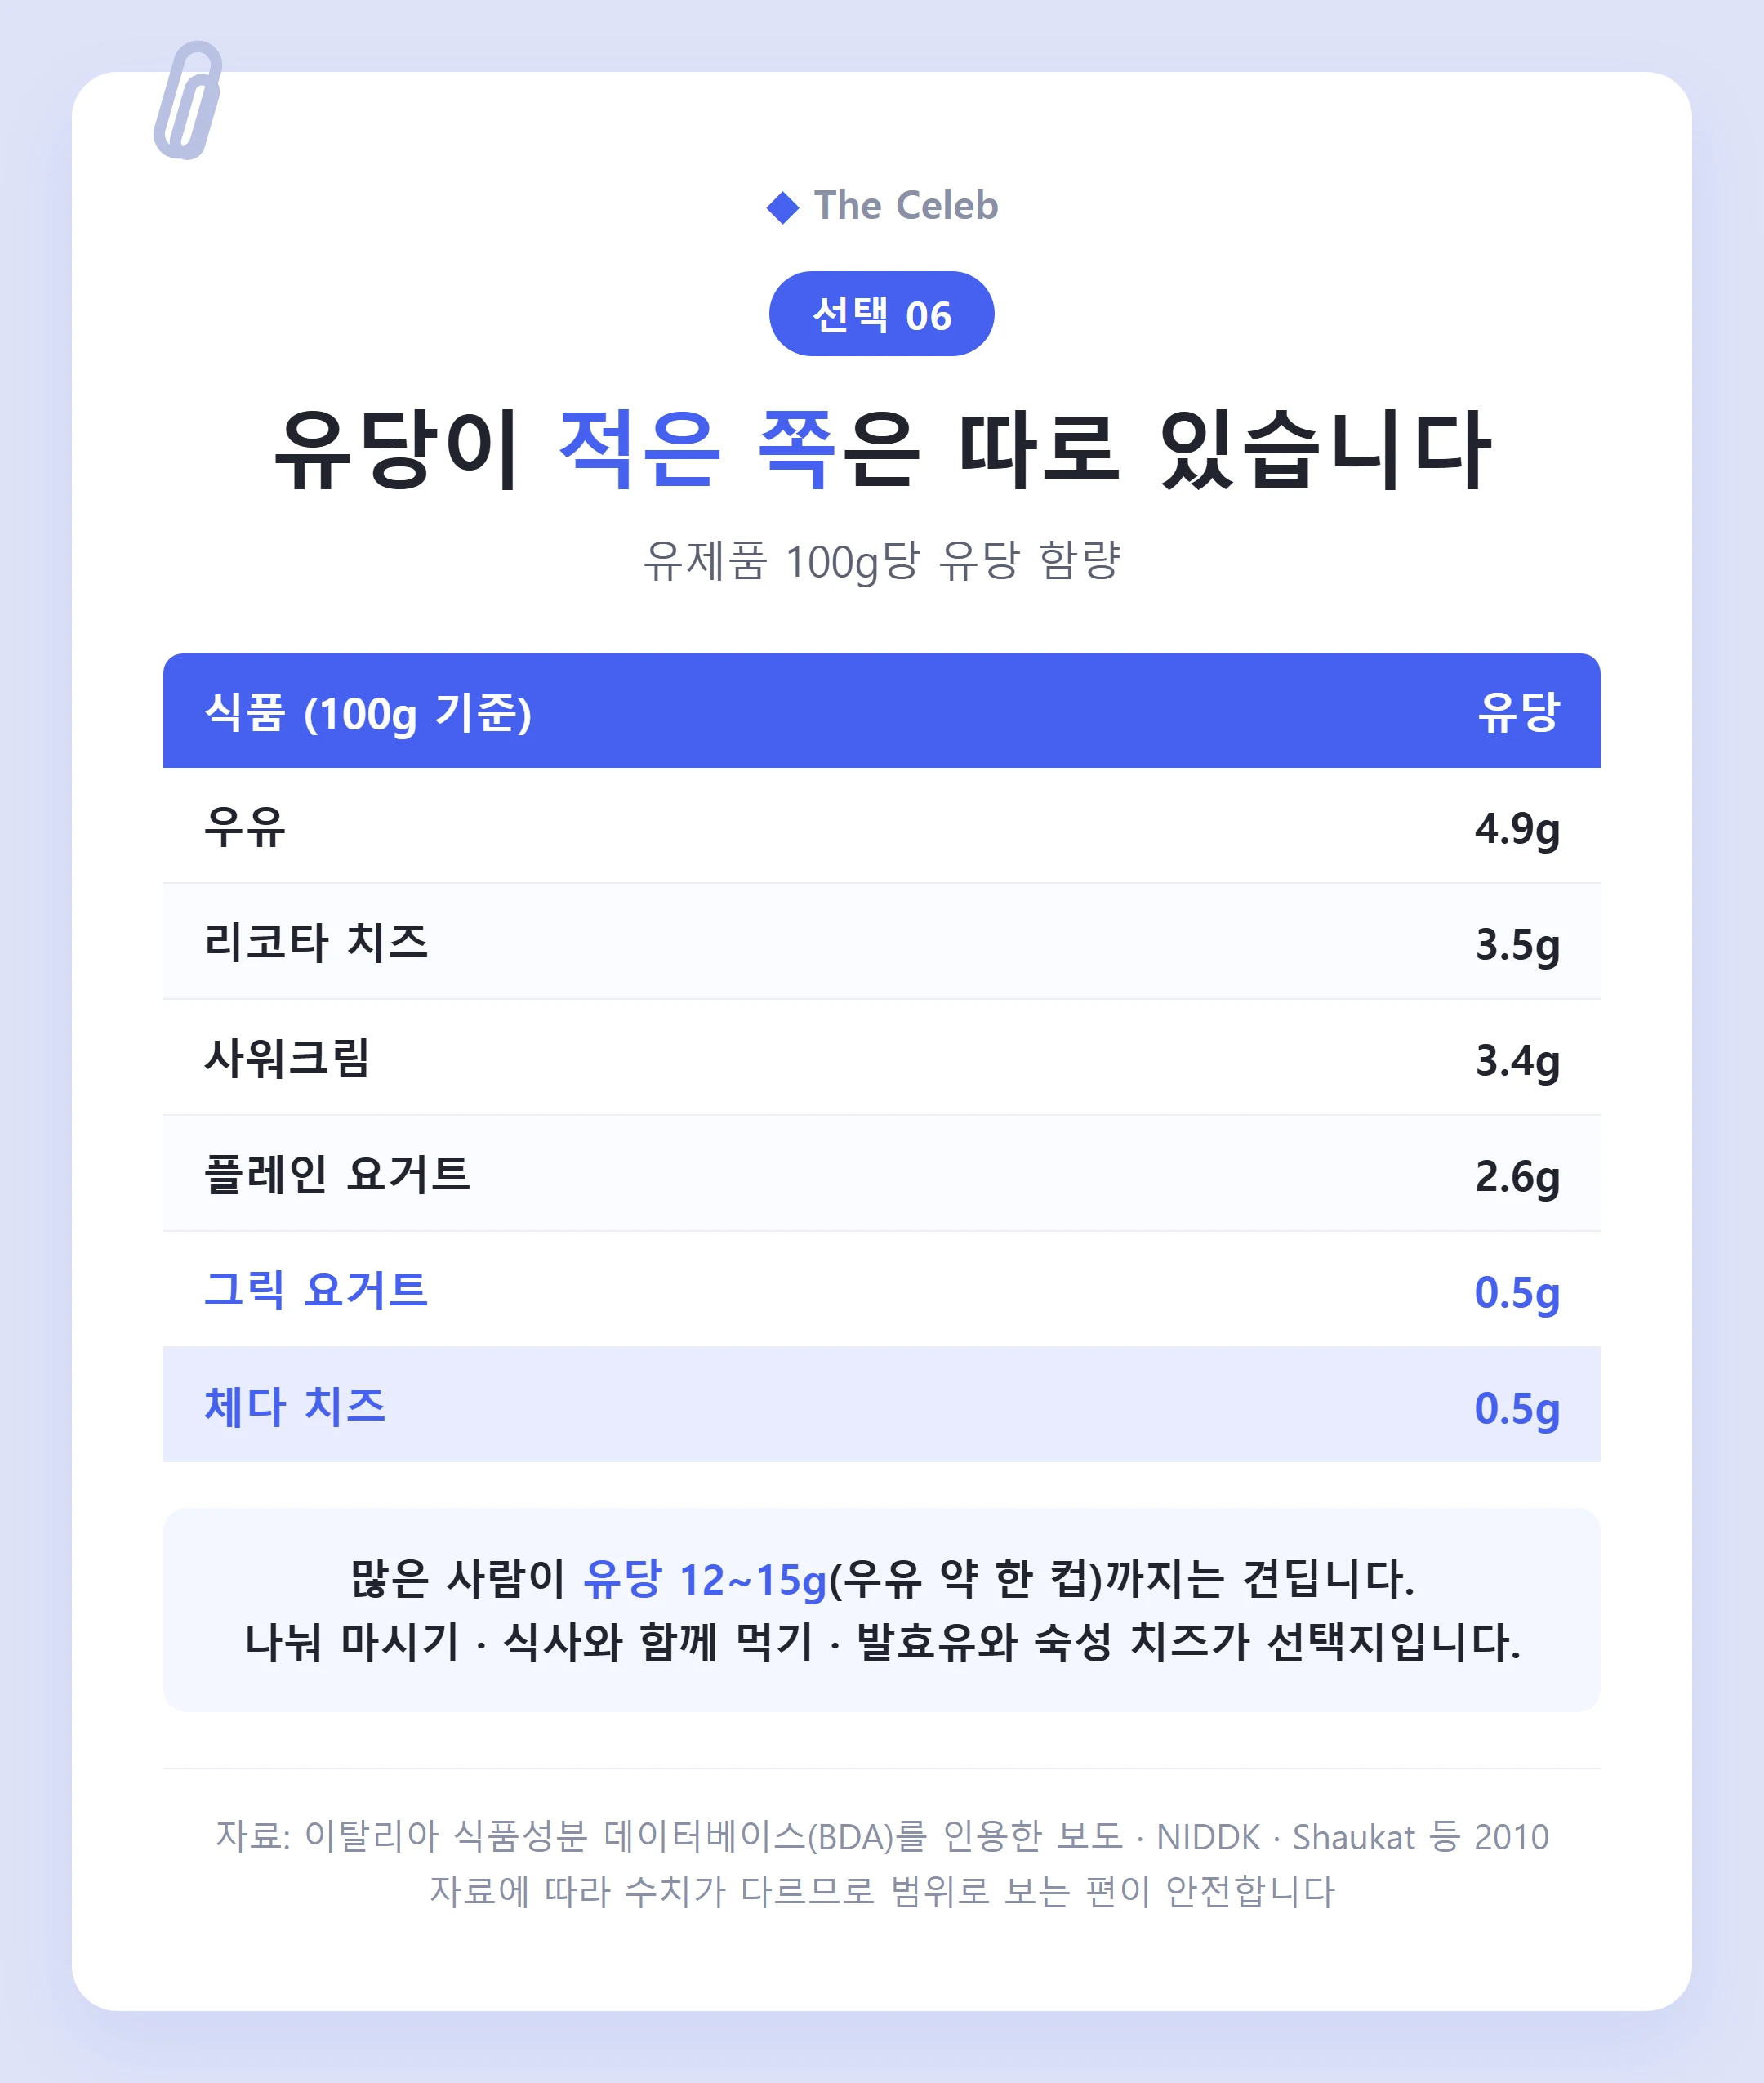 ◆ The Celeb
선택 06
유당이 적은 쪽은 따로 있습니다
유제품 100g당 유당 함량
식품 (100g 기준) 유당
우유 4.9g
리코타 치즈 3.5g
사워크림 3.4g
플레인 요거트 2.6g
그릭 요거트 0.5g
체다 치즈 0.5g
많은 사람이 유당 12~15g(우유 약 한 컵)까지는 견딥니다.
나눠 마시기 · 식사와 함께 먹기 · 발효유와 숙성 치즈가 선택지입니다.
자료: 이탈리아 식품성분 데이터베이스(BDA)를 인용한 보도 · NIDDK · Shaukat 등 2010
자료에 따라 수치가 다르므로 범위로 보는 편이 안전합니다